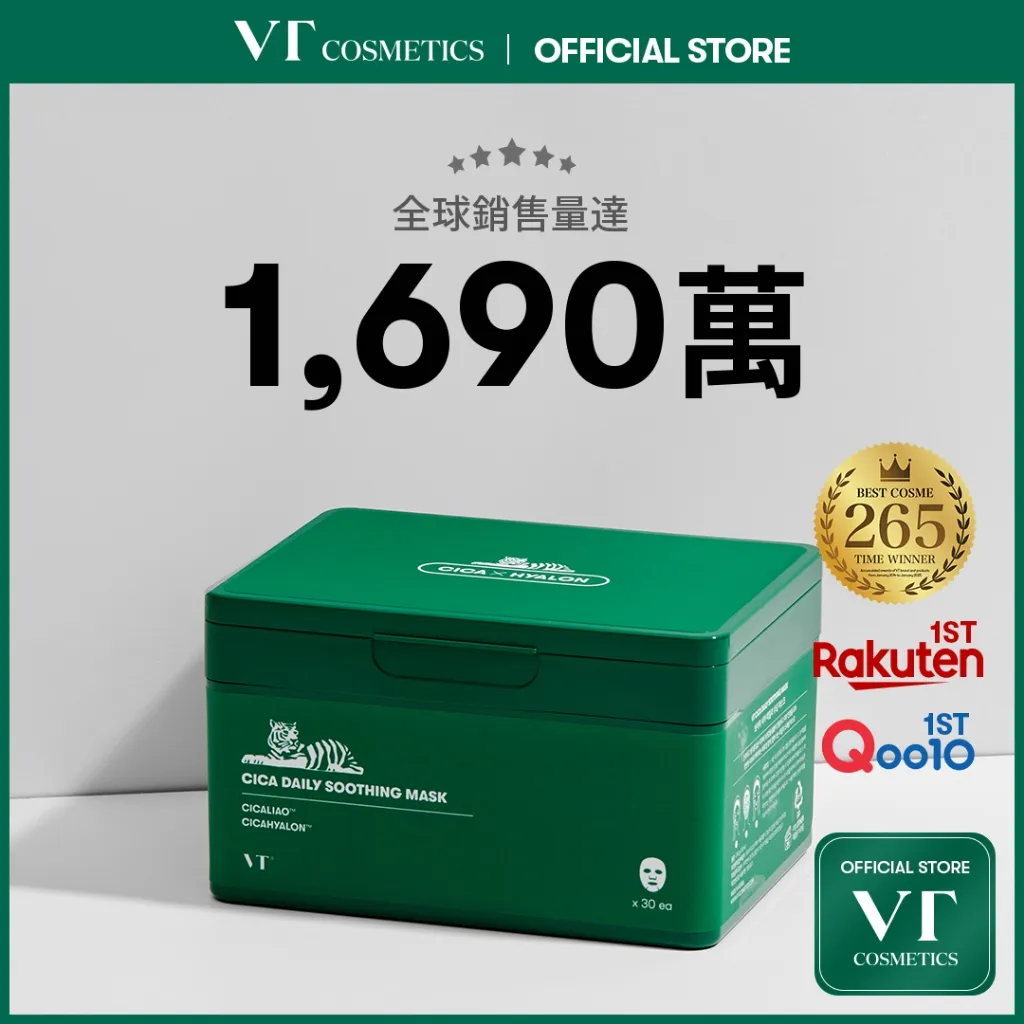 VT COSMETICS | OFFICIAL STORE
全球銷售量達
1,690萬
BEST COSME
265
TIME WINNER
1ST
Rakuten
1ST
Qoo10
CICA × HYALON
CICA DAILY SOOTHING MASK
CICALIAO™
CICAHYALON™
VT
x 30 ea
OFFICIAL STORE
VT
COSMETICS